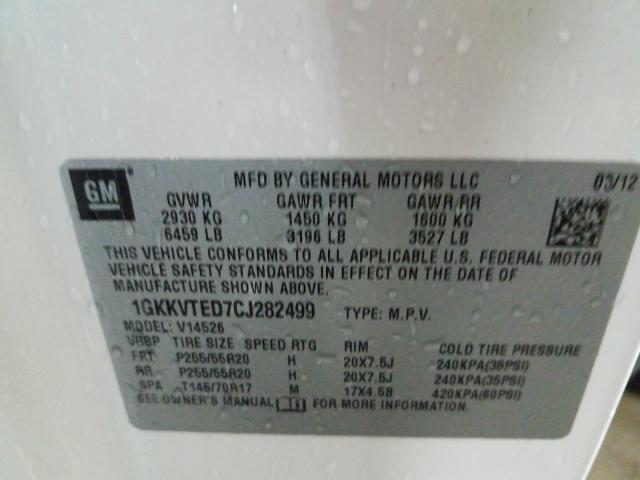 GM
MFD BY GENERAL MOTORS LLC 03/12
GVWR GAWR FRT GAWR RR
2930 KG 1450 KG 1600 KG
6459 LB 3196 LB 3527 LB
THIS VEHICLE CONFORMS TO ALL APPLICABLE U.S. FEDERAL MOTOR
VEHICLE SAFETY STANDARDS IN EFFECT ON THE DATE OF
MANUFACTURE SHOWN ABOVE.
1GKKVTED7CJ282499 TYPE: M.P.V.
MODEL: V14526
TIRE SIZE SPEED RTG RIM COLD TIRE PRESSURE
FRT P255/55R20 H 20X7.5J 240KPA(35PSI)
RR P255/55R20 H 20X7.5J 240KPA(35PSI)
SPA T145/70R17 M 17X4.5B 420KPA(60PSI)
SEE OWNER'S MANUAL FOR MORE INFORMATION.